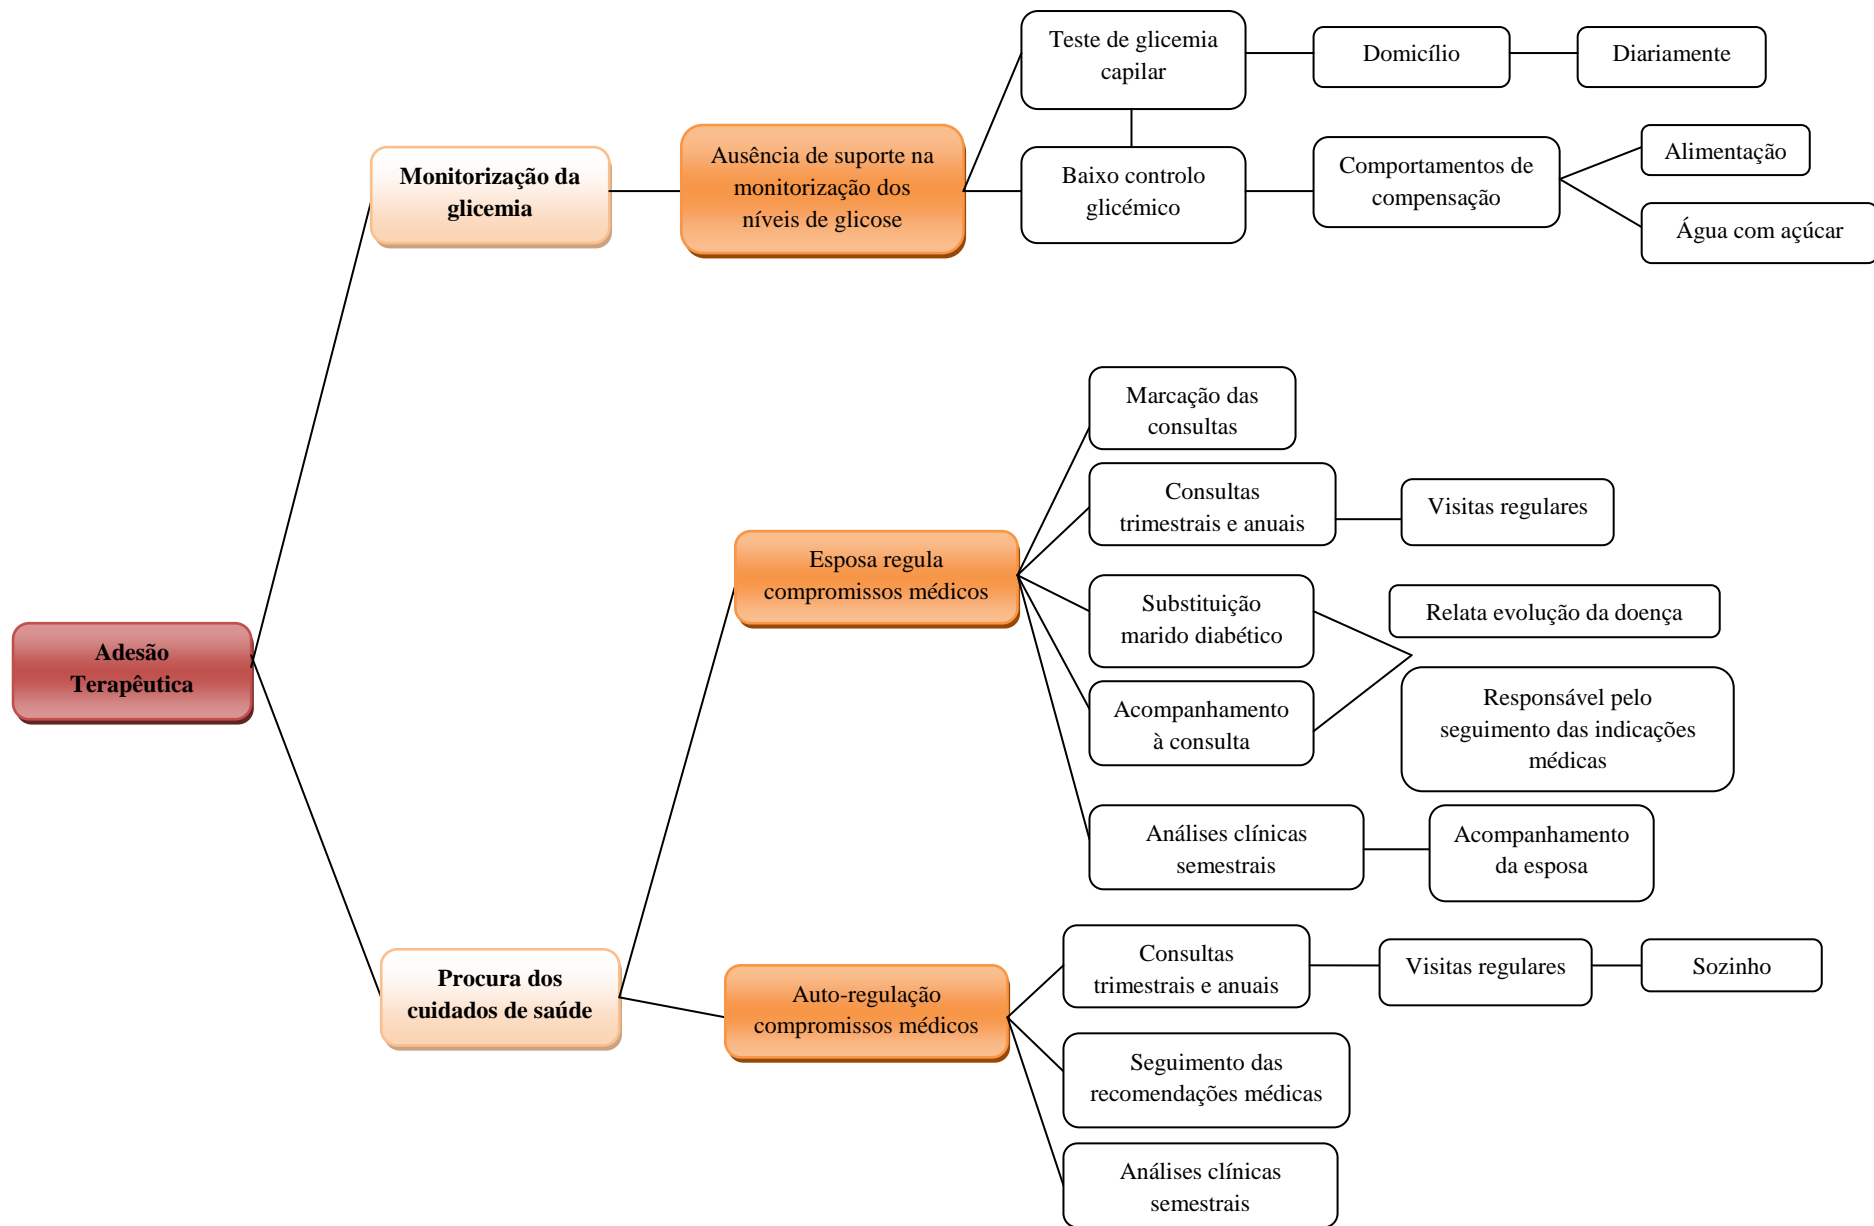 Teste de glicemia
capilar
Domicílio
Diariamente
Monitorização da
glicemia
Ausência de suporte na
monitorização dos
níveis de glicose
Baixo controlo
glicémico
Comportamentos de
compensação
Alimentação
Água com açúcar
Marcação das
consultas
Consultas
trimestrais e anuais
Visitas regulares
Esposa regula
compromissos médicos
Substituição
marido diabético
Relata evolução da doença
Adesão
Terapêutica
Acompanhamento
à consulta
Responsável pelo
seguimento das indicações
médicas
Análises clínicas
semestrais
Acompanhamento
da esposa
Procura dos
cuidados de saúde
Auto-regulação
compromissos médicos
Consultas
trimestrais e anuais
Visitas regulares
Sozinho
Seguimento das
recomendações médicas
Análises clínicas
semestrais